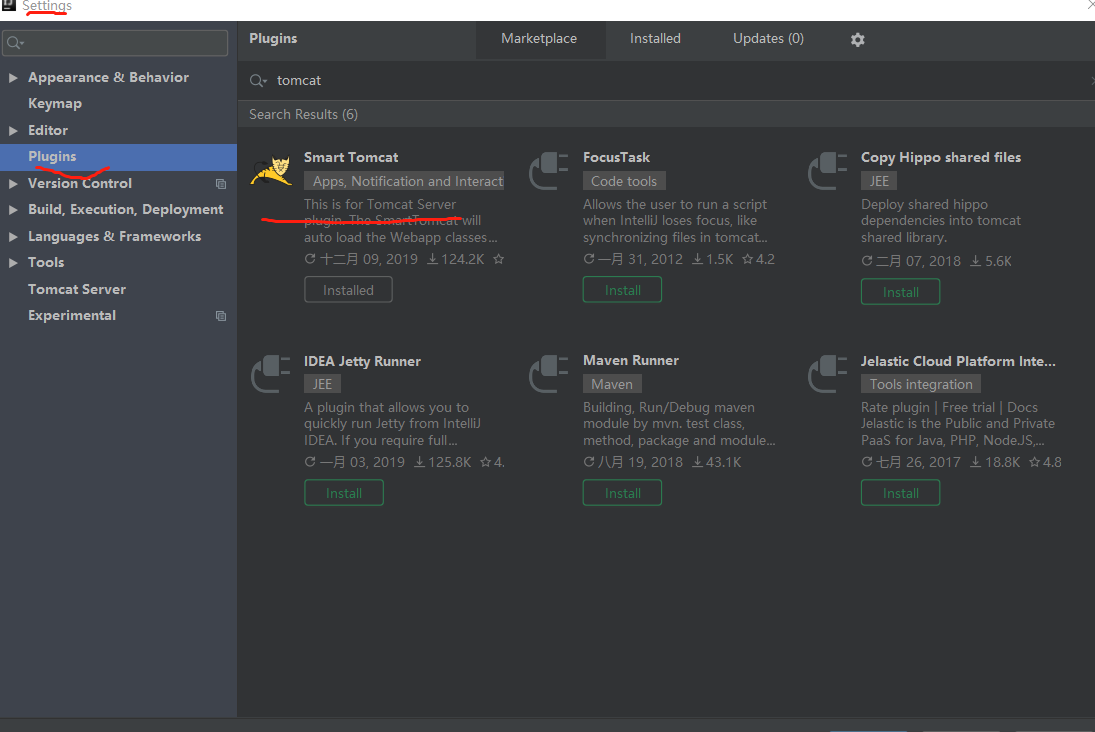 Settings
Plugins
Marketplace
Installed
Updates (0)
tomcat
Search Results (6)
Appearance & Behavior
Keymap
Editor
Plugins
Version Control
Build, Execution, Deployment
Languages & Frameworks
Tools
Tomcat Server
Experimental
Smart Tomcat
Apps, Notification and Interact
This is for Tomcat Server
plugin. The SmartTomcat will
auto load the Webapp classes...
十二月 09, 2019 124.2K
Installed
FocusTask
Code tools
Allows the user to run a script
when IntelliJ loses focus, like
synchronizing files in tomcat...
一月 31, 2012 1.5K 4.2
Install
Copy Hippo shared files
JEE
Deploy shared hippo
dependencies into tomcat
shared library.
二月 07, 2018 5.6K
Install
IDEA Jetty Runner
JEE
A plugin that allows you to
quickly run Jetty from IntelliJ
IDEA. If you require full...
一月 03, 2019 125.8K 4.
Install
Maven Runner
Maven
Building, Run/Debug maven
module by mvn. test class,
method, package and module...
八月 19, 2018 43.1K
Install
Jelastic Cloud Platform Inte...
Tools integration
Rate plugin | Free trial | Docs
Jelastic is the Public and Private
PaaS for Java, PHP, NodeJS,...
七月 26, 2017 18.8K 4.8
Install